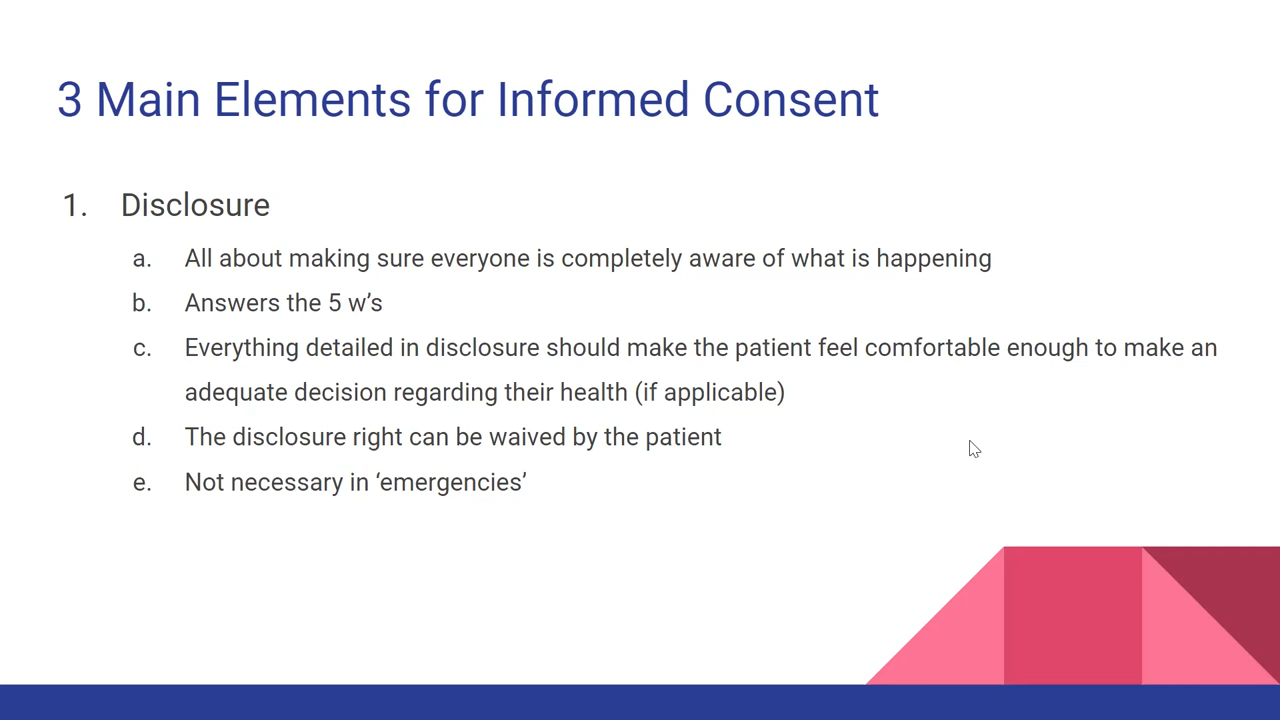 3 Main Elements for Informed Consent
1. Disclosure
a. All about making sure everyone is completely aware of what is happening
b. Answers the 5 w’s
c. Everything detailed in disclosure should make the patient feel comfortable enough to make an
adequate decision regarding their health (if applicable)
d. The disclosure right can be waived by the patient
e. Not necessary in ‘emergencies’